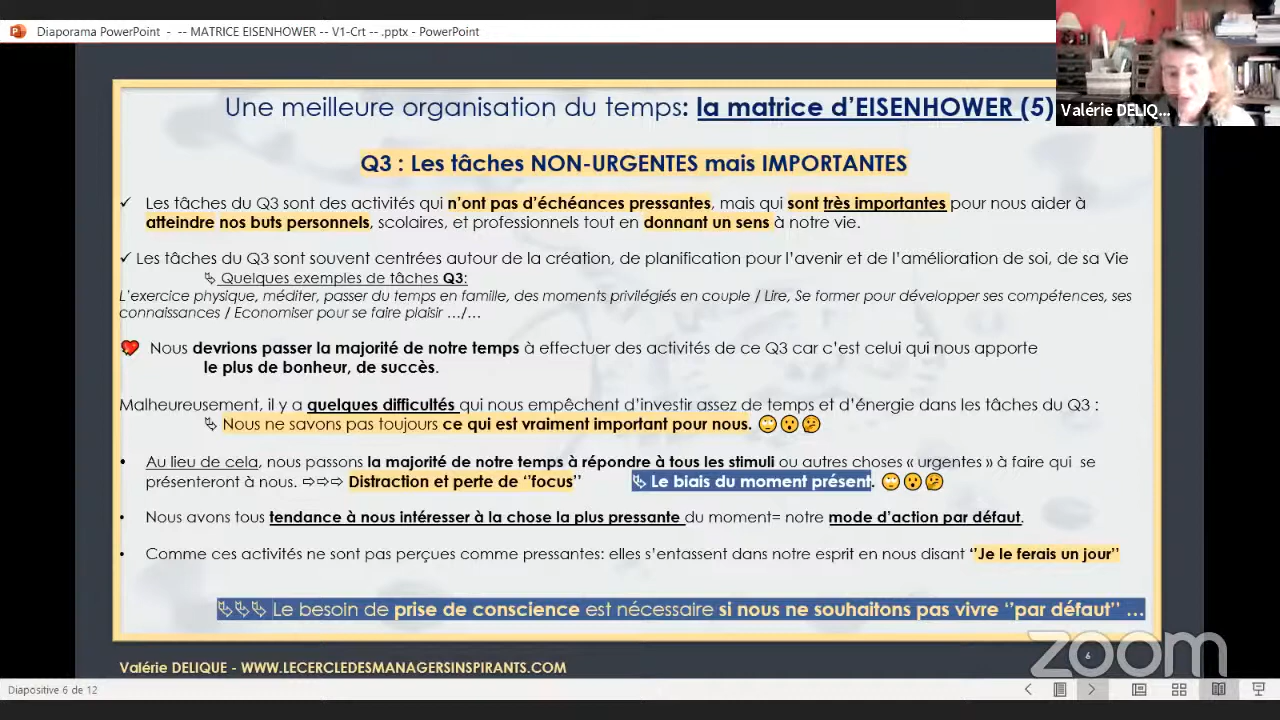 Diaporama PowerPoint - -- MATRICE EISENHOWER -- V1-Crt -- .pptx - PowerPoint
Valérie DELIQ...
Une meilleure organisation du temps: la matrice d'EISENHOWER (5)
Q3 : Les tâches NON-URGENTES mais IMPORTANTES
✓ Les tâches du Q3 sont des activités qui n'ont pas d'échéances pressantes, mais qui sont très importantes pour nous aider à
atteindre nos buts personnels, scolaires, et professionnels tout en donnant un sens à notre vie.
✓ Les tâches du Q3 sont souvent centrées autour de la création, de planification pour l'avenir et de l'amélioration de soi, de sa Vie
Quelques exemples de tâches Q3:
L'exercice physique, méditer, passer du temps en famille, des moments privilégiés en couple / Lire, Se former pour développer ses compétences, ses
connaissances / Economiser pour se faire plaisir …/…
Nous devrions passer la majorité de notre temps à effectuer des activités de ce Q3 car c'est celui qui nous apporte
le plus de bonheur, de succès.
Malheureusement, il y a quelques difficultés qui nous empêchent d'investir assez de temps et d'énergie dans les tâches du Q3 :
Nous ne savons pas toujours ce qui est vraiment important pour nous. 🙄😯🤔
• Au lieu de cela, nous passons la majorité de notre temps à répondre à tous les stimuli ou autres choses « urgentes » à faire qui se
présenteront à nous. ⇨⇨⇨ Distraction et perte de ‘'focus'' Le biais du moment présent. 🙄😯🤔
• Nous avons tous tendance à nous intéresser à la chose la plus pressante du moment= notre mode d'action par défaut.
• Comme ces activités ne sont pas perçues comme pressantes: elles s'entassent dans notre esprit en nous disant ‘'Je le ferais un jour''
Le besoin de prise de conscience est nécessaire si nous ne souhaitons pas vivre ‘'par défaut'' …
zoom
6
Valérie DELIQUE - WWW.LECERCLEDESMANAGERSINSPIRANTS.COM
Diapositive 6 de 12